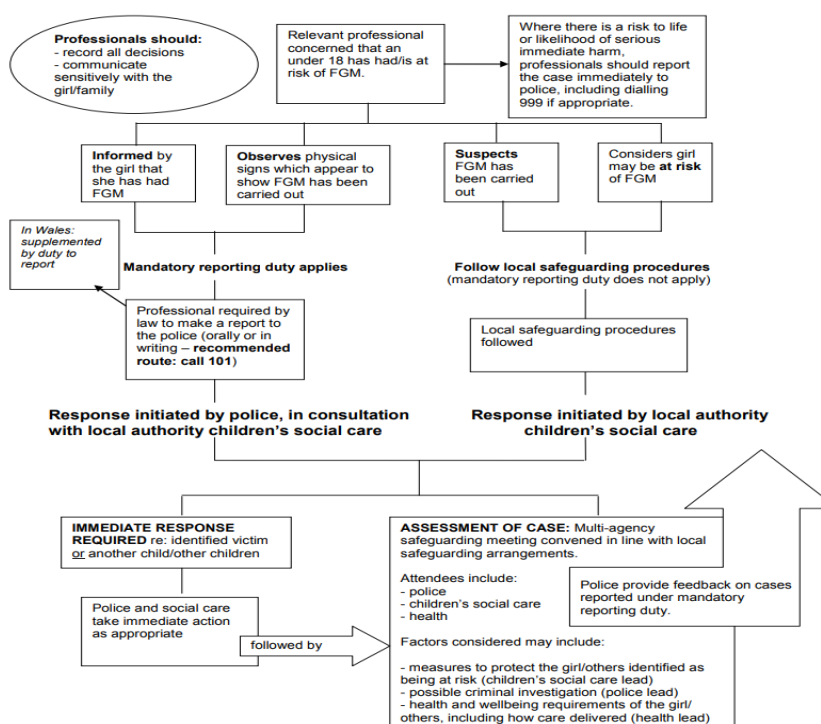 Professionals should:
- record all decisions
- communicate
sensitively with the
girl/family
Relevant professional
concerned that an
under 18 has had/is at
risk of FGM.
Where there is a risk to life
or likelihood of serious
immediate harm,
professionals should report
the case immediately to
police, including dialling
999 if appropriate.
Informed by
the girl that
she has had
FGM
Observes physical
signs which appear to
show FGM has been
carried out
Suspects
FGM has
been carried
out
Considers girl
may be at risk
of FGM
In Wales:
supplemented
by duty to
report
Mandatory reporting duty applies
Follow local safeguarding procedures
(mandatory reporting duty does not apply)
Professional required by
law to make a report to
the police (orally or in
writing – recommended
route: call 101)
Local safeguarding procedures
followed
Response initiated by police, in consultation
with local authority children's social care
Response initiated by local authority
children's social care
IMMEDIATE RESPONSE
REQUIRED re: identified victim
or another child/other children
Police and social care
take immediate action
as appropriate
followed by
ASSESSMENT OF CASE: Multi-agency
safeguarding meeting convened in line with local
safeguarding arrangements.
Attendees include:
- police
- children's social care
- health
Factors considered may include:
- measures to protect the girl/others identified as
being at risk (children's social care lead)
- possible criminal investigation (police lead)
- health and wellbeing requirements of the girl/
others, including how care delivered (health lead)
Police provide feedback on cases
reported under mandatory
reporting duty.